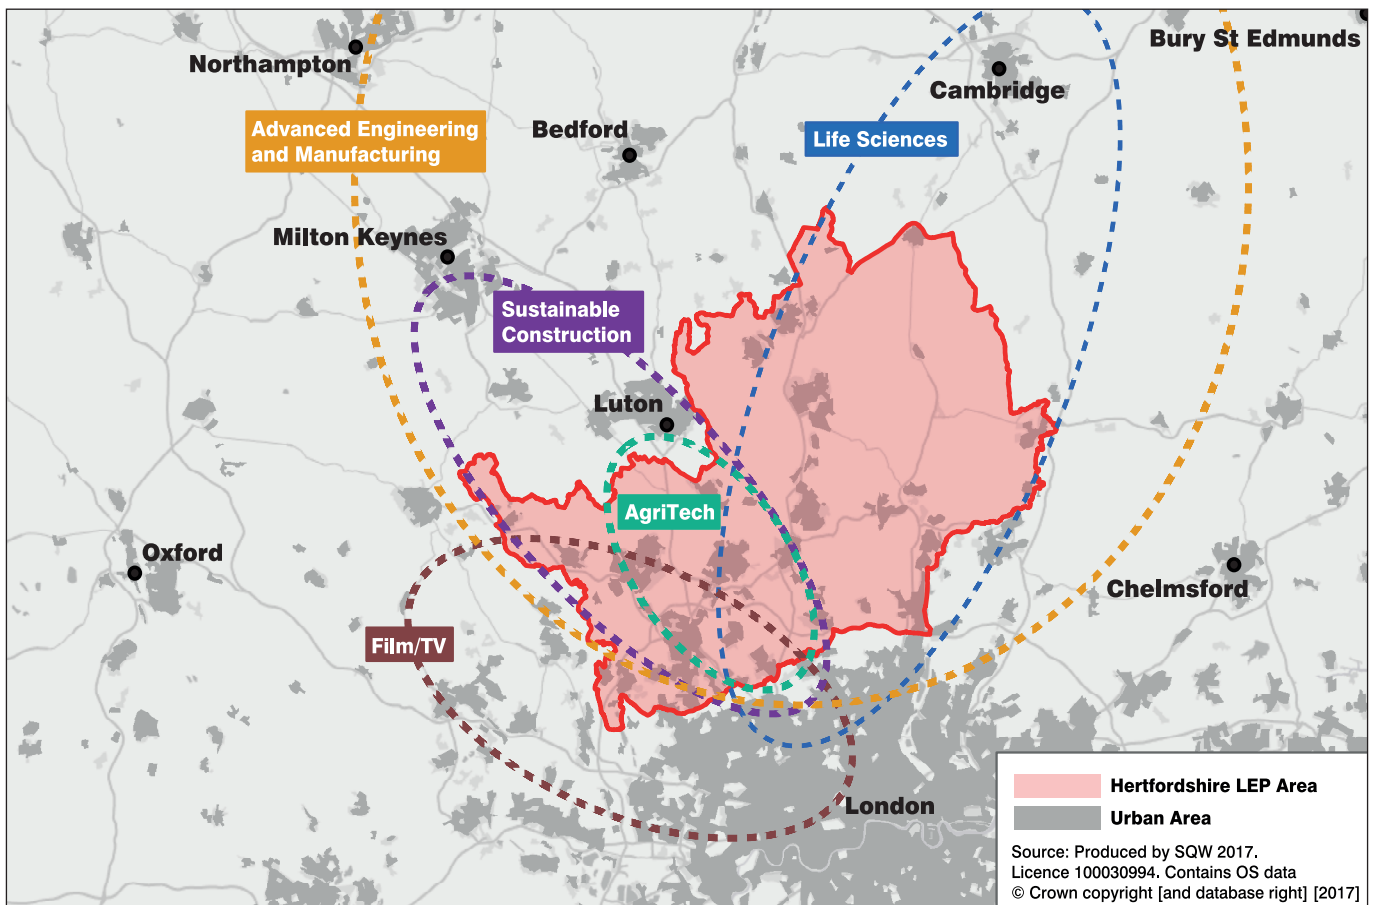 Bury St Edmunds
Northampton
Cambridge
Advanced Engineering
and Manufacturing
Bedford
Life Sciences
Milton Keynes
Sustainable
Construction
Luton
AgriTech
Oxford
Chelmsford
Film/TV
London
Hertfordshire LEP Area
Urban Area
Source: Produced by SQW 2017.
Licence 100030994. Contains OS data
© Crown copyright [and database right] [2017]